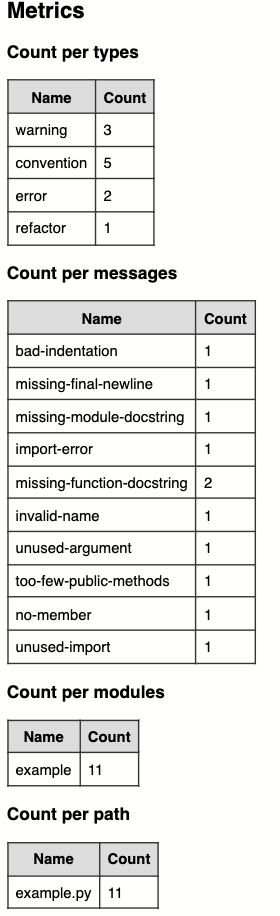 Metrics
Count per types
Name Count
warning 3
convention 5
error 2
refactor 1
Count per messages
Name Count
bad-indentation 1
missing-final-newline 1
missing-module-docstring 1
import-error 1
missing-function-docstring 2
invalid-name 1
unused-argument 1
too-few-public-methods 1
no-member 1
unused-import 1
Count per modules
Name Count
example 11
Count per path
Name Count
example.py 11